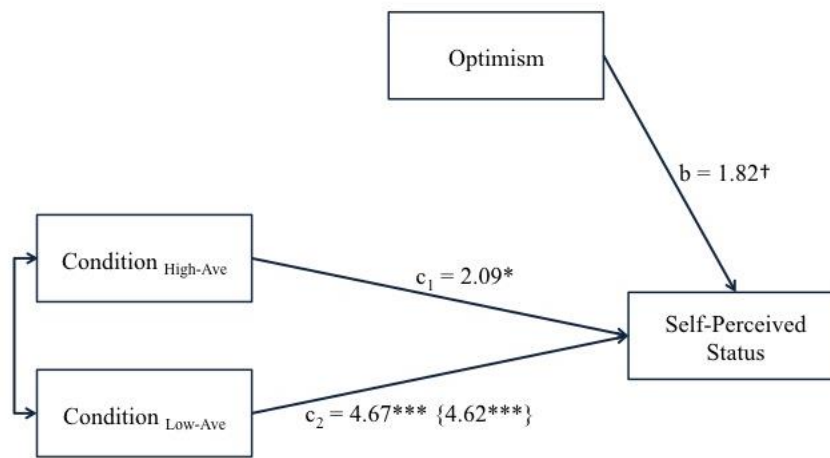 Optimism
b = 1.82†
Condition High-Ave
c1 = 2.09*
Self-Perceived
Status
Condition Low-Ave
c2 = 4.67*** {4.62***}